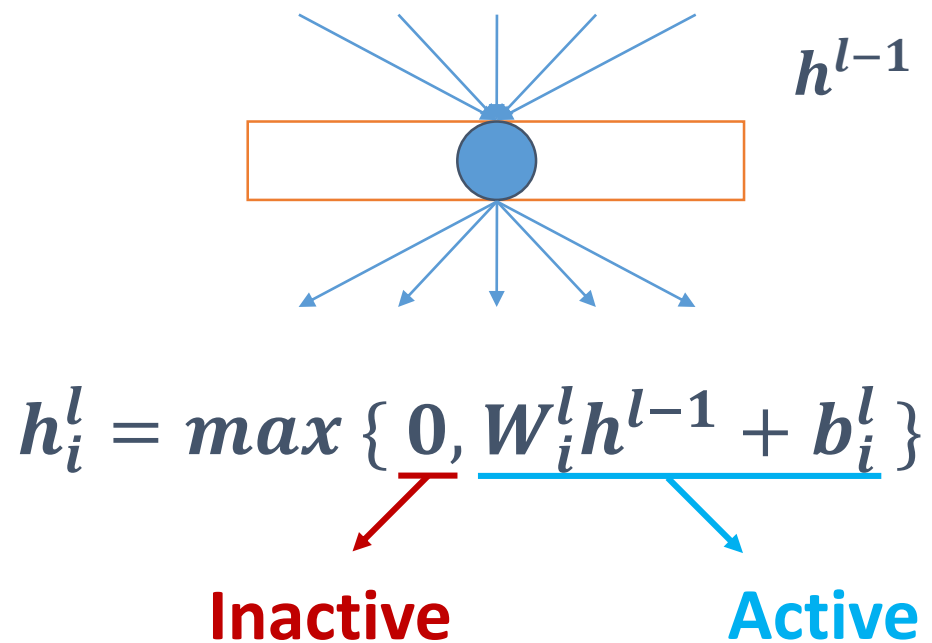 h^{l-1}
h_i^l = max { 0, W_i^l h^{l-1} + b_i^l }
Inactive Active